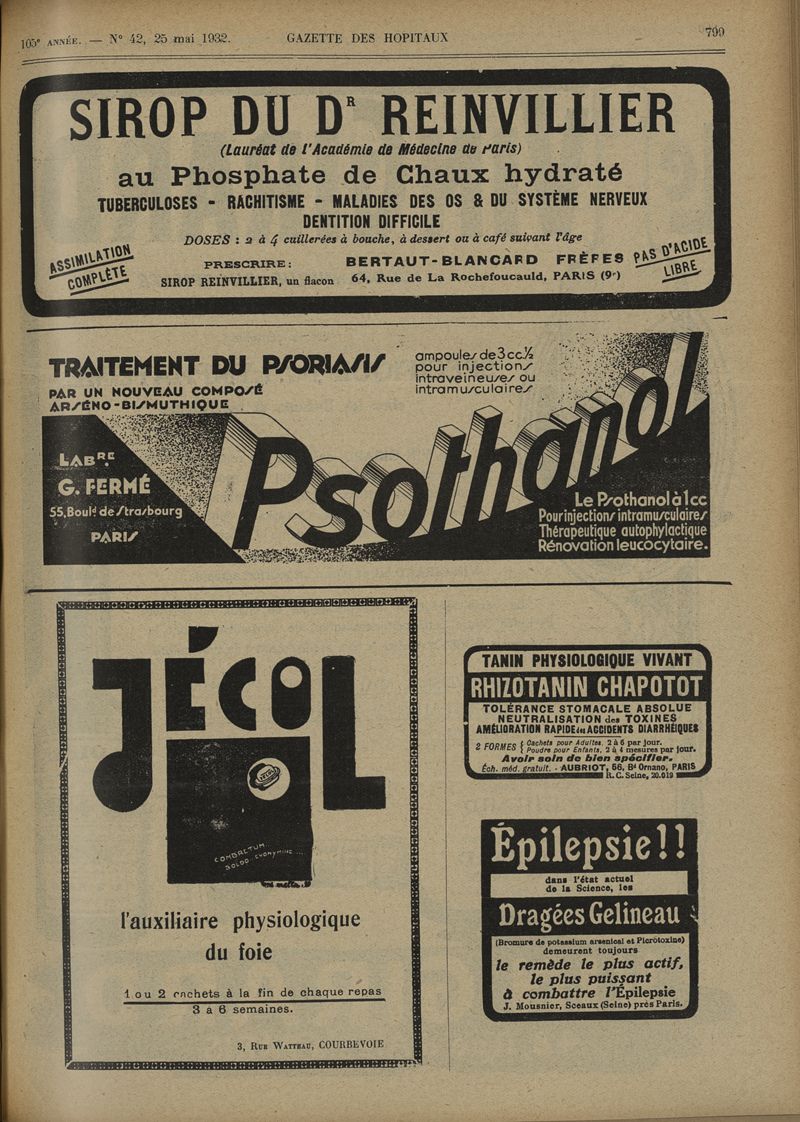 105e ANNÉE. — N° 42, 25 mai 1932. GAZETTE DES HOPITAUX 799
SIROP DU DR REINVILLIER
(Lauréat de l'Académie de Médecine de Paris)
au Phosphate de Chaux hydraté
TUBERCULOSES - RACHITISME - MALADIES DES OS & DU SYSTÈME NERVEUX
DENTITION DIFFICILE
DOSES : 2 à 4 cuillerées à bouche, à dessert ou à café suivant l'âge
ASSIMILATION
COMPLÈTE
PRESCRIRE :
SIROP REINVILLIER, un flacon
BERTAUT-BLANCARD FRÈRES
64, Rue de La Rochefoucauld, PARIS (9e)
PAS D'ACIDE
LIBRE
TRAITEMENT DU PSORIASIS
PAR UN NOUVEAU COMPOSÉ
ARSÉNO-BISMUTHIQUE
ampoules de 3cc½
pour injections
intraveineuses ou
intramusculaires
Psothanol
LABRE.
G. FERMÉ
55, Bould de Strasbourg
PARIS
Le Psothanol à 1cc
Pour injections intramusculaires
Thérapeutique autophylactique
Rénovation leucocytaire.
JÉCOL
JECOL
COMBRETUM
BOLDO EVONYMINE...
l'auxiliaire physiologique
du foie
1 ou 2 cachets à la fin de chaque repas
3 a 6 semaines.
3, RUE WATTEAU, COURBEVOIE
TANIN PHYSIOLOGIQUE VIVANT
RHIZOTANIN CHAPOTOT
TOLÉRANCE STOMACALE ABSOLUE
NEUTRALISATION des TOXINES
AMÉLIORATION RAPIDE des ACCIDENTS DIARRHÉIQUES
2 FORMES { Cachets pour Adultes, 2 à 6 par jour.
Poudre pour Enfants, 2 à 4 mesures par jour.
Avoir soin de bien spécifier.
Éch. méd. gratuit. - AUBRIOT, 56, Bd Ornano, PARIS
R. C. Seine, 20.019
Épilepsie!!
dans l'état actuel
de la Science, les
Dragées Gelineau
(Bromure de potassium arsenical et Picrotoxine)
demeurent toujours
le remède le plus actif,
le plus puissant
à combattre l'Épilepsie
J. Mousnier, Sceaux (Seine) près Paris.